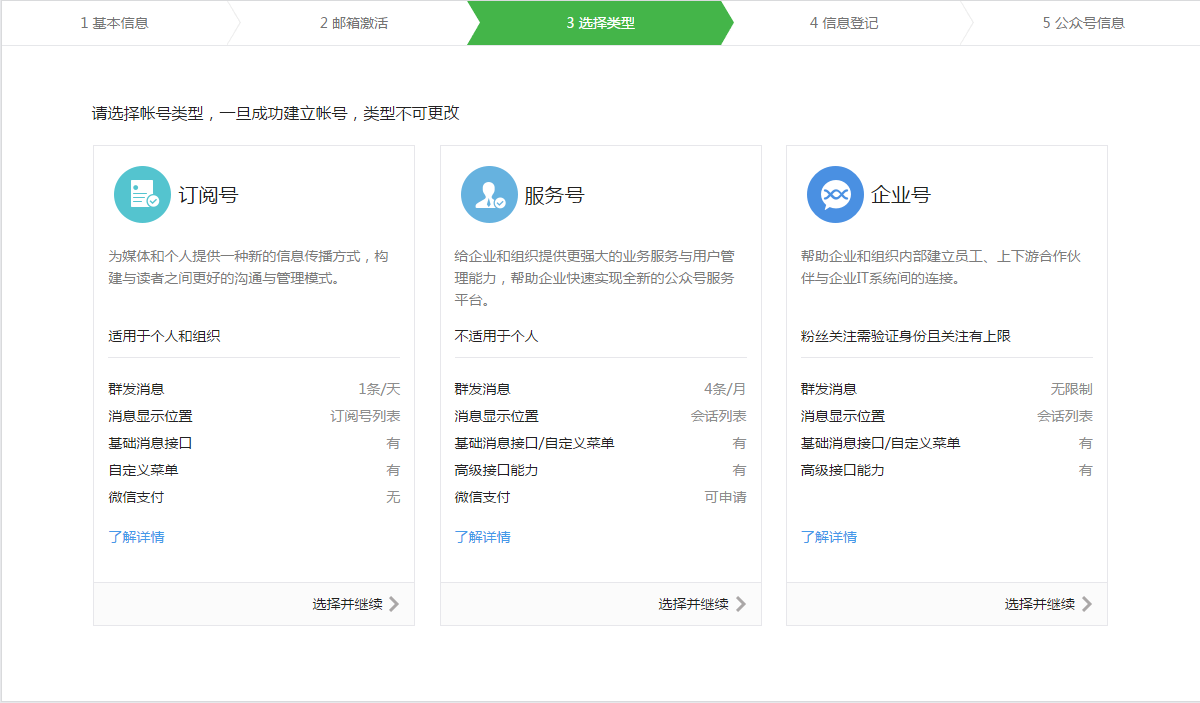 1 基本信息
2 邮箱激活
3 选择类型
4 信息登记
5 公众号信息
请选择帐号类型，一旦成功建立帐号，类型不可更改
订阅号
为媒体和个人提供一种新的信息传播方式，构
建与读者之间更好的沟通与管理模式。
适用于个人和组织
群发消息 1条/天
消息显示位置 订阅号列表
基础消息接口 有
自定义菜单 有
微信支付 无
了解详情
选择并继续
服务号
给企业和组织提供更强大的业务服务与用户管
理能力，帮助企业快速实现全新的公众号服务
平台。
不适用于个人
群发消息 4条/月
消息显示位置 会话列表
基础消息接口/自定义菜单 有
高级接口能力 有
微信支付 可申请
了解详情
选择并继续
企业号
帮助企业和组织内部建立员工、上下游合作伙
伴与企业IT系统间的连接。
粉丝关注需验证身份且关注有上限
群发消息 无限制
消息显示位置 会话列表
基础消息接口/自定义菜单 有
高级接口能力 有
了解详情
选择并继续